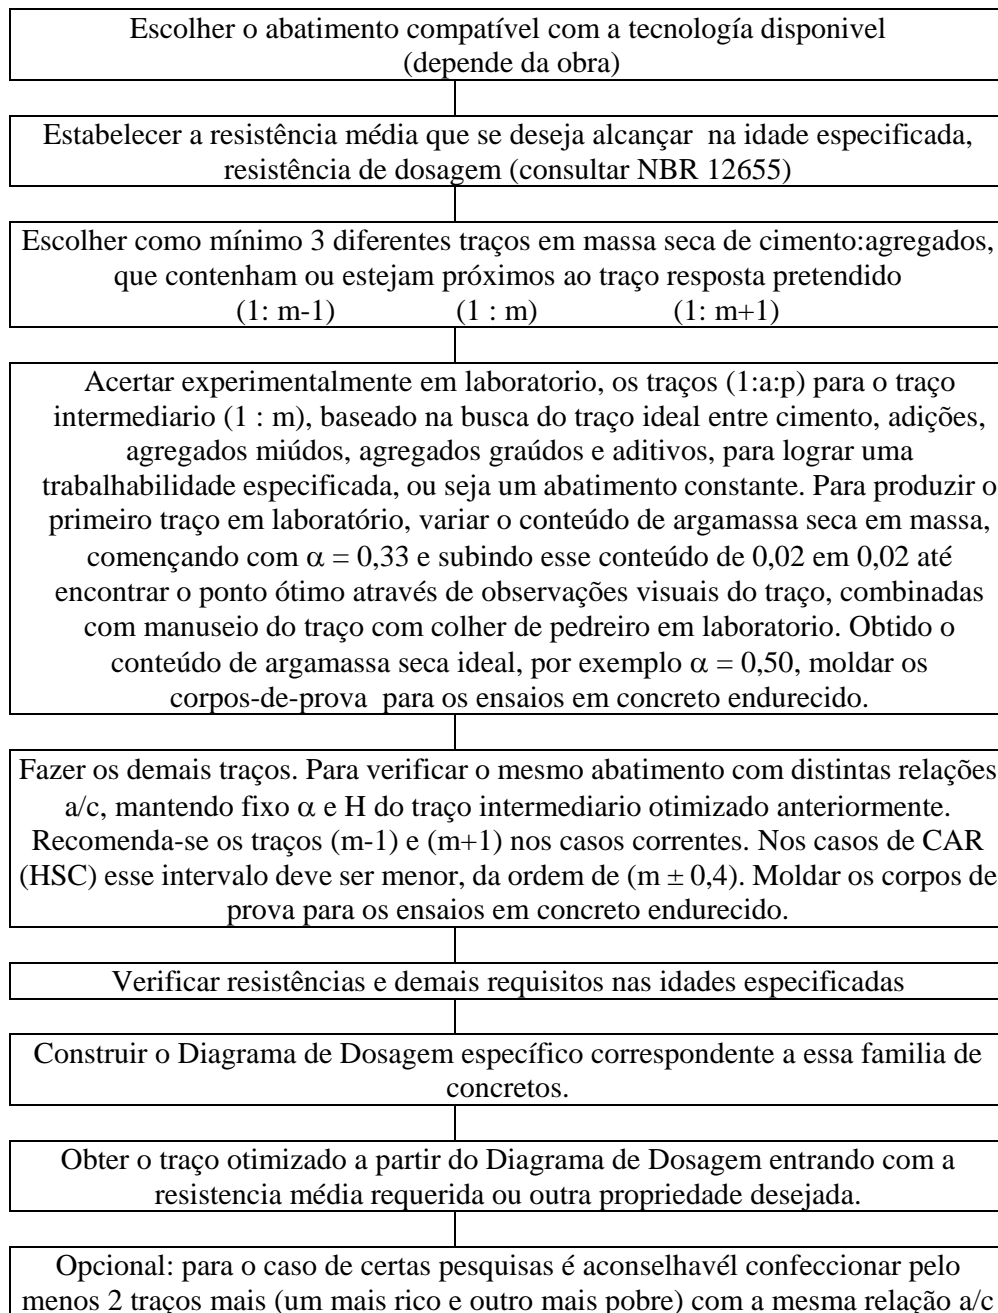 Escolher o abatimento compatível com a tecnología disponivel
(depende da obra)
Estabelecer a resistência média que se deseja alcançar na idade especificada,
resistência de dosagem (consultar NBR 12655)
Escolher como mínimo 3 diferentes traços em massa seca de cimento:agregados,
que contenham ou estejam próximos ao traço resposta pretendido
(1: m-1) (1 : m) (1: m+1)
Acertar experimentalmente em laboratorio, os traços (1:a:p) para o traço
intermediario (1 : m), baseado na busca do traço ideal entre cimento, adições,
agregados miúdos, agregados graúdos e aditivos, para lograr uma
trabalhabilidade especificada, ou seja um abatimento constante. Para produzir o
primeiro traço em laboratório, variar o conteúdo de argamassa seca em massa,
començando com α = 0,33 e subindo esse conteúdo de 0,02 em 0,02 até
encontrar o ponto ótimo através de observações visuais do traço, combinadas
com manuseio do traço com colher de pedreiro em laboratorio. Obtido o
conteúdo de argamassa seca ideal, por exemplo α = 0,50, moldar os
corpos-de-prova para os ensaios em concreto endurecido.
Fazer os demais traços. Para verificar o mesmo abatimento com distintas relações
a/c, mantendo fixo α e H do traço intermediario otimizado anteriormente.
Recomenda-se os traços (m-1) e (m+1) nos casos correntes. Nos casos de CAR
(HSC) esse intervalo deve ser menor, da ordem de (m ± 0,4). Moldar os corpos de
prova para os ensaios em concreto endurecido.
Verificar resistências e demais requisitos nas idades especificadas
Construir o Diagrama de Dosagem específico correspondente a essa familia de
concretos.
Obter o traço otimizado a partir do Diagrama de Dosagem entrando com a
resistencia média requerida ou outra propriedade desejada.
Opcional: para o caso de certas pesquisas é aconselhavél confeccionar pelo
menos 2 traços mais (um mais rico e outro mais pobre) com a mesma relação a/c